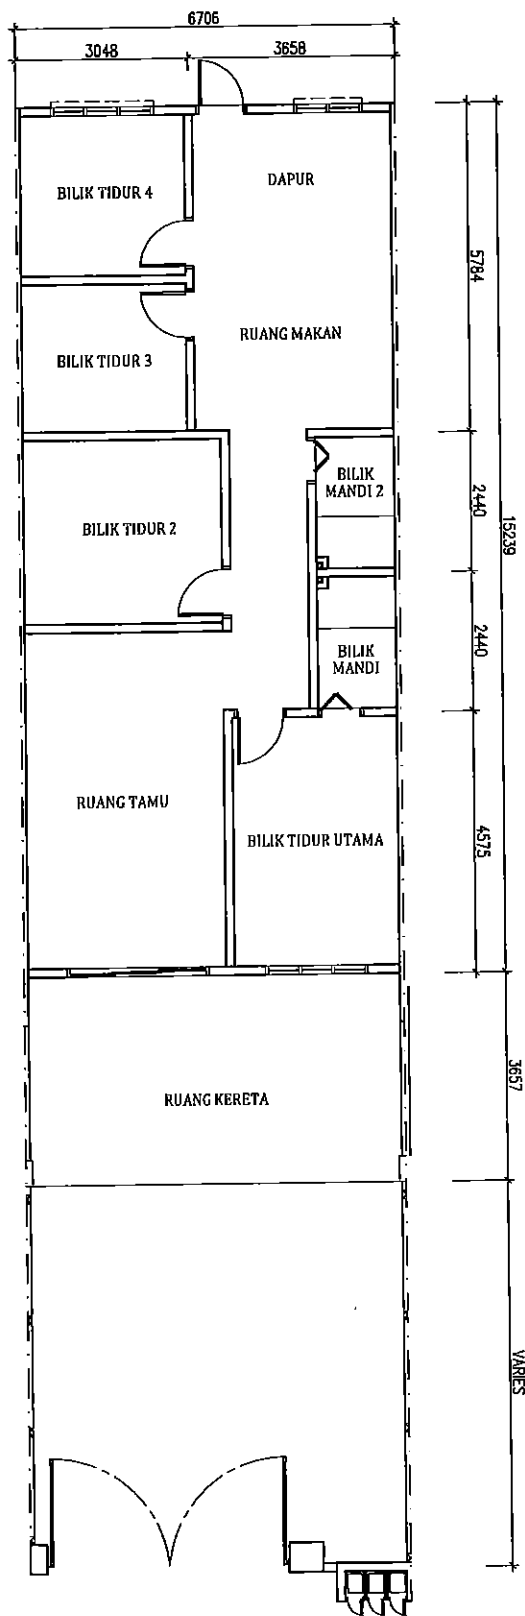 6706
3048
3658
BILIK TIDUR 4
DAPUR
5784
RUANG MAKAN
BILIK TIDUR 3
BILIK
MANDI 2
2440
15239
BILIK TIDUR 2
2440
BILIK
MANDI
RUANG TAMU
BILIK TIDUR UTAMA
4575
3657
RUANG KERETA
VARIES